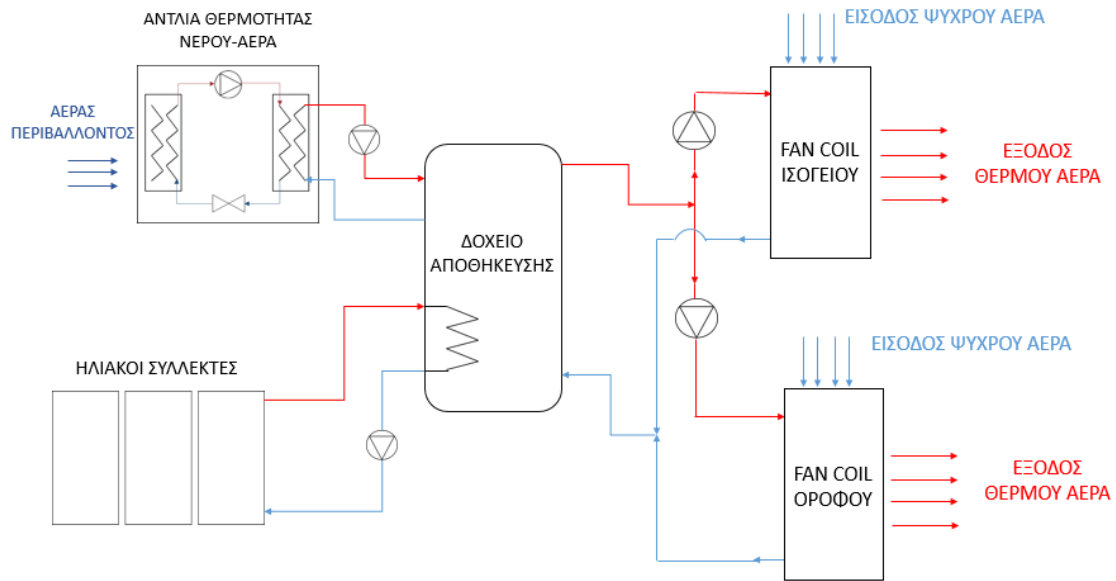 ΑΝΤΛΙΑ ΘΕΡΜΟΤΗΤΑΣ
ΝΕΡΟΥ-ΑΕΡΑ
ΕΙΣΟΔΟΣ ΨΥΧΡΟΥ ΑΕΡΑ
ΑΕΡΑΣ
ΠΕΡΙΒΑΛΛΟΝΤΟΣ
FAN COIL
ΙΣΟΓΕΙΟΥ
ΕΞΟΔΟΣ
ΘΕΡΜΟΥ ΑΕΡΑ
ΔΟΧΕΙΟ
ΑΠΟΘΗΚΕΥΣΗΣ
ΗΛΙΑΚΟΙ ΣΥΛΛΕΚΤΕΣ
ΕΙΣΟΔΟΣ ΨΥΧΡΟΥ ΑΕΡΑ
FAN COIL
ΟΡΟΦΟΥ
ΕΞΟΔΟΣ
ΘΕΡΜΟΥ ΑΕΡΑ